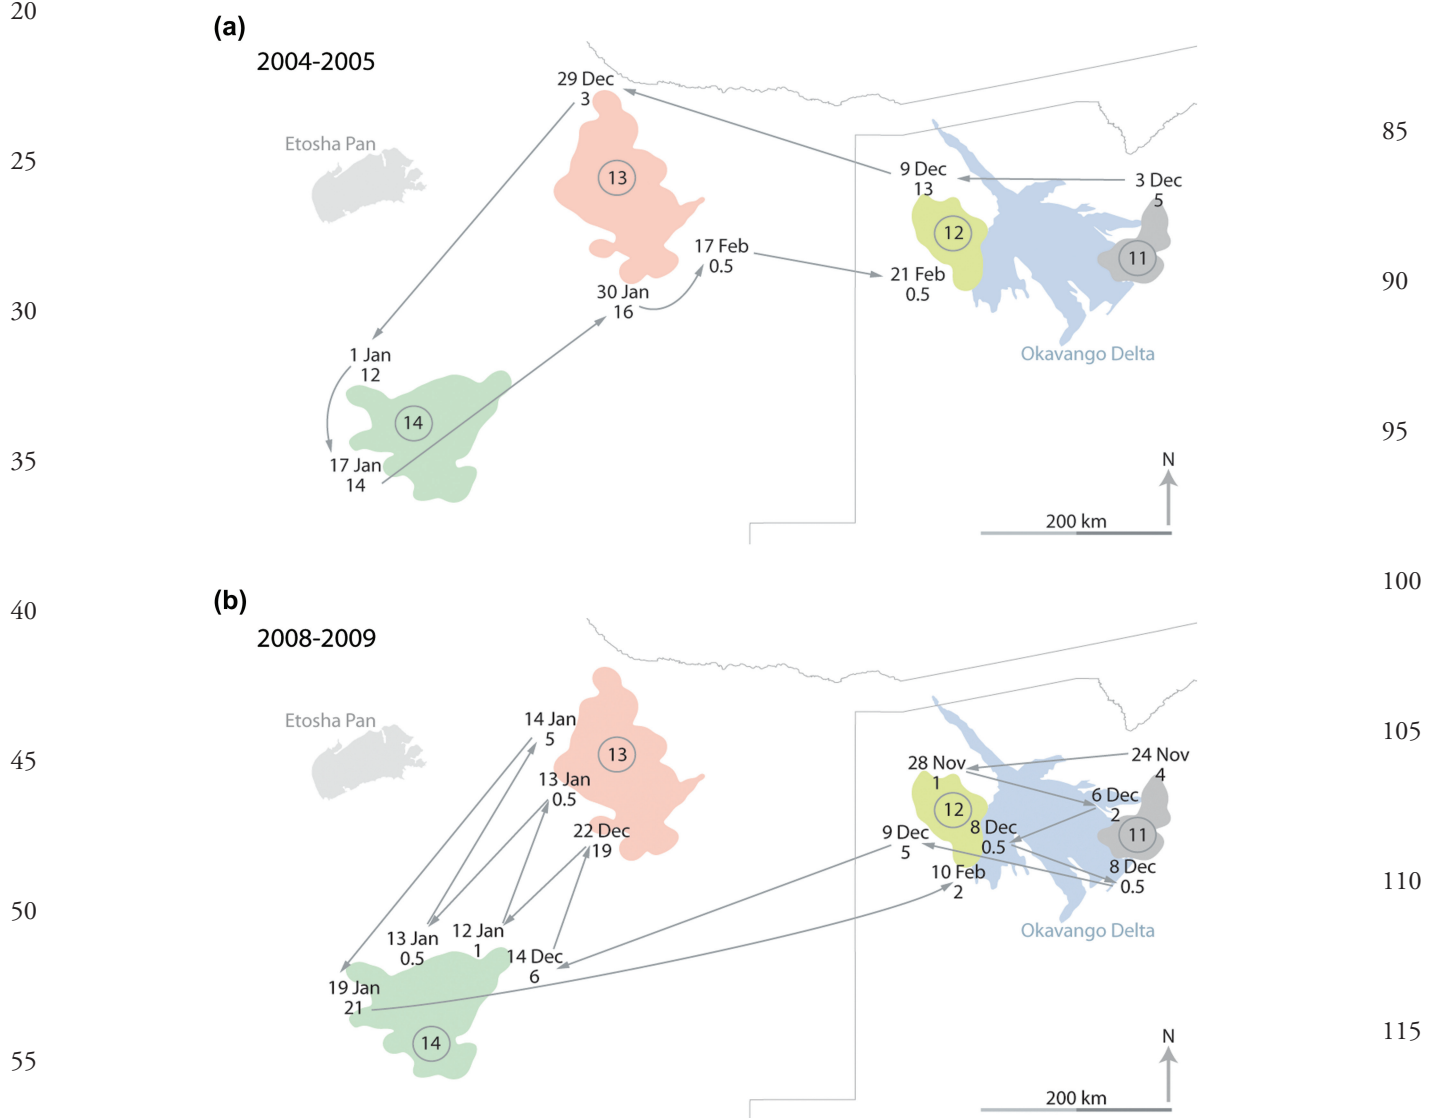 20
(a)
2004-2005
29 Dec
3
85
Etosha Pan
25
9 Dec
13
3 Dec
5
13
12
11
17 Feb
0.5
21 Feb
0.5
90
30 Jan
16
30
Okavango Delta
1 Jan
12
14
95
35
17 Jan
14
N
200 km
100
(b)
40
2008-2009
Etosha Pan
14 Jan
5
105
13
45
28 Nov
1
24 Nov
4
13 Jan
0.5
6 Dec
2
12
22 Dec
19
9 Dec
5
8 Dec
0.5
11
10 Feb
2
8 Dec
0.5
110
50
Okavango Delta
13 Jan
0.5
12 Jan
1
14 Dec
6
19 Jan
21
14
N
115
55
200 km